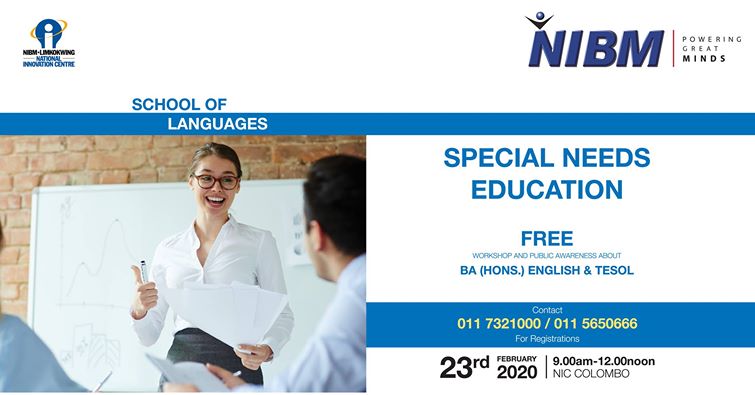 NIBM-LIMKOKWING
NATIONAL
INNOVATION CENTRE
NIBM
POWERING
GREAT
MINDS
SCHOOL OF
LANGUAGES
SPECIAL NEEDS
EDUCATION
FREE
WORKSHOP AND PUBLIC AWARENESS ABOUT
BA (HONS.) ENGLISH & TESOL
Contact
011 7321000 / 011 5650666
For Registrations
23rd FEBRUARY 2020
9.00am-12.00noon
NIC COLOMBO